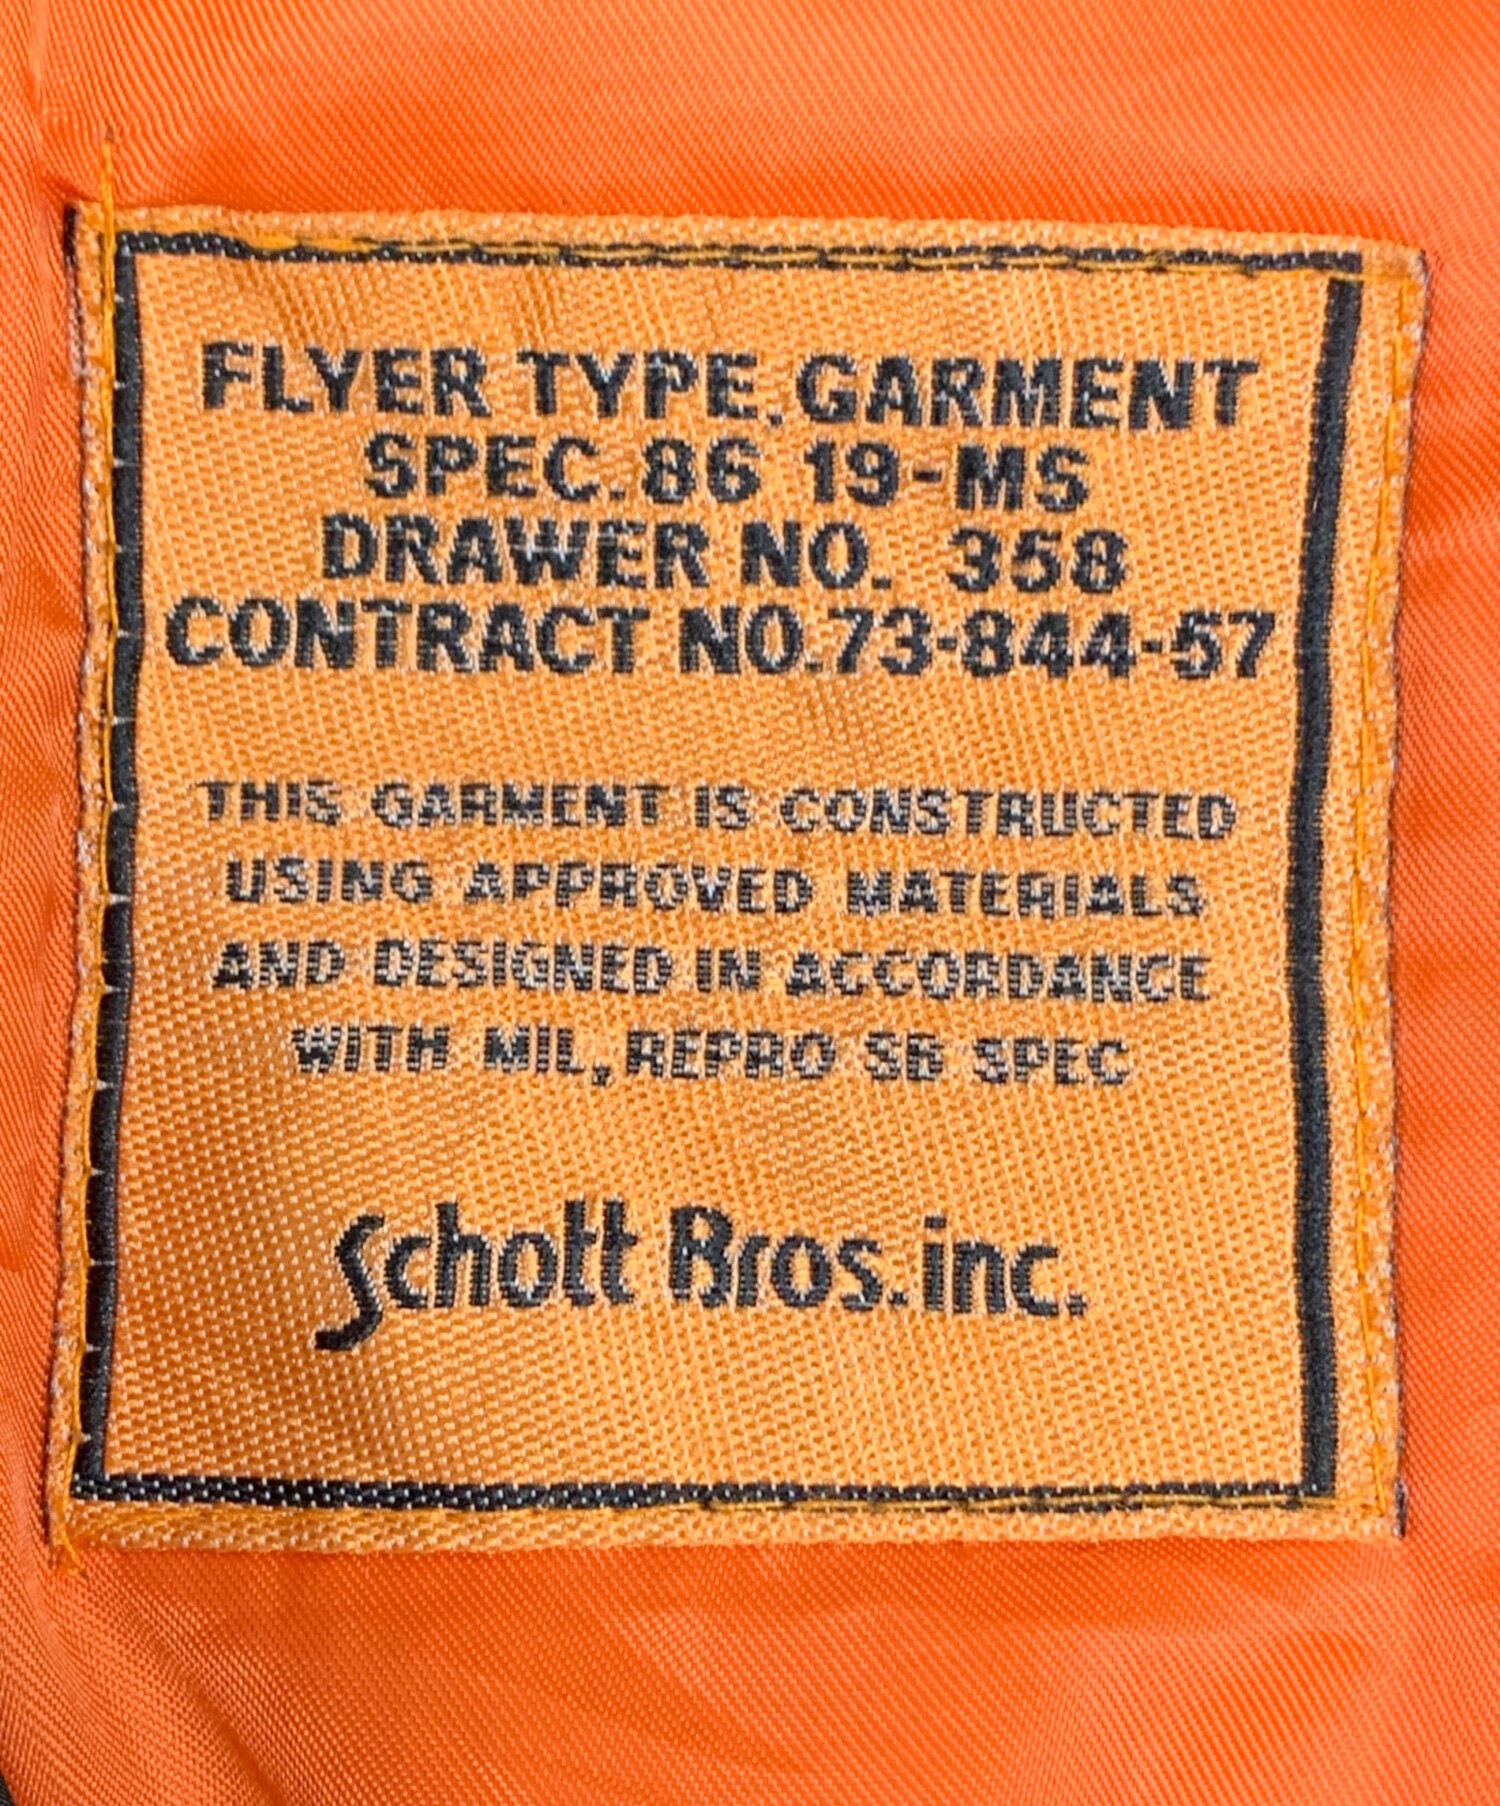 FLYER TYPE, GARMENT
SPEC. 86 19-MS
DRAWER NO. 358
CONTRACT NO.73-844-57
THIS GARMENT IS CONSTRUCTED
USING APPROVED MATERIALS
AND DESIGNED IN ACCORDANCE
WITH MIL, REPRO SB SPEC
Schott Bros. inc.